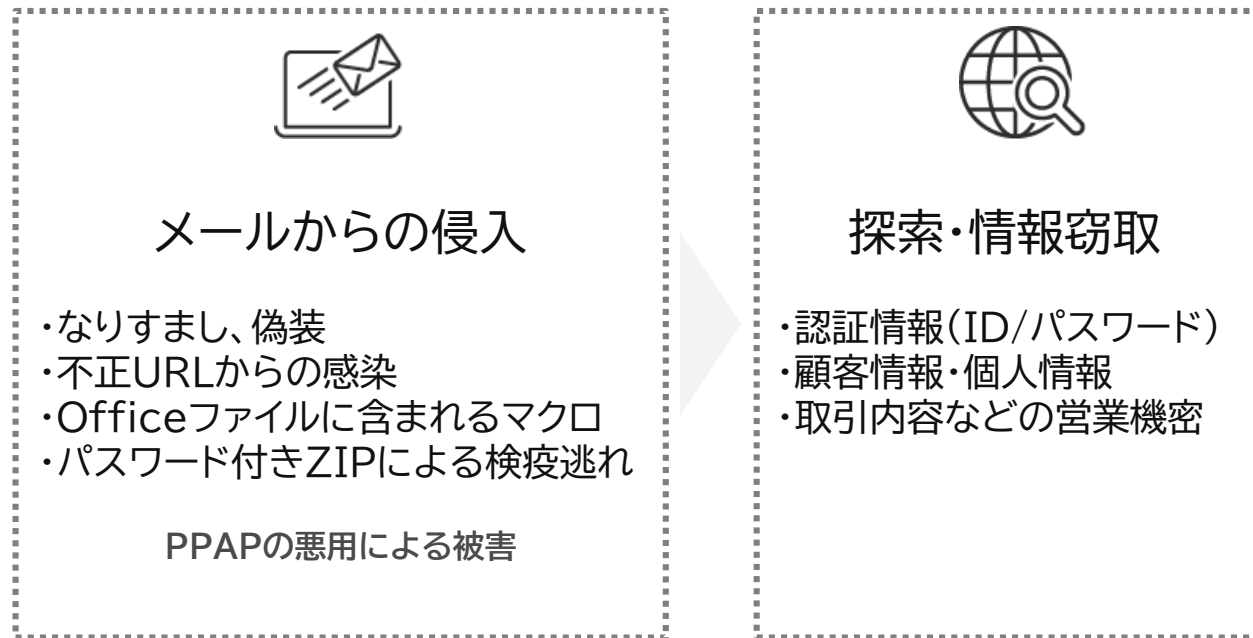 メールからの侵入
・なりすまし、偽装
・不正URLからの感染
・Officeファイルに含まれるマクロ
・パスワード付きZIPによる検疫逃れ
PPAPの悪用による被害
探索・情報窃取
・認証情報(ID/パスワード)
・顧客情報・個人情報
・取引内容などの営業機密